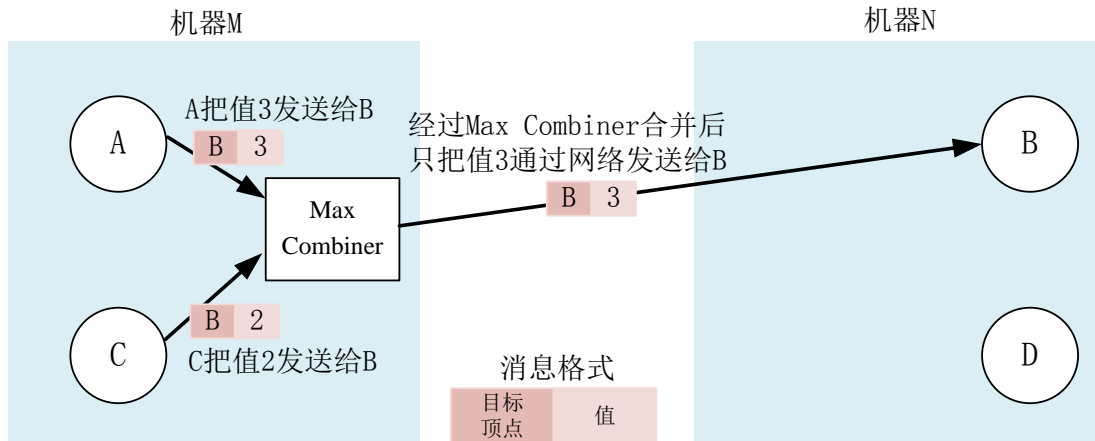 机器M
机器N
A把值3发送给B
B 3
A
经过Max Combiner合并后
只把值3通过网络发送给B
B 3
B
Max
Combiner
B 2
C把值2发送给B
C
D
消息格式
目标
顶点
值